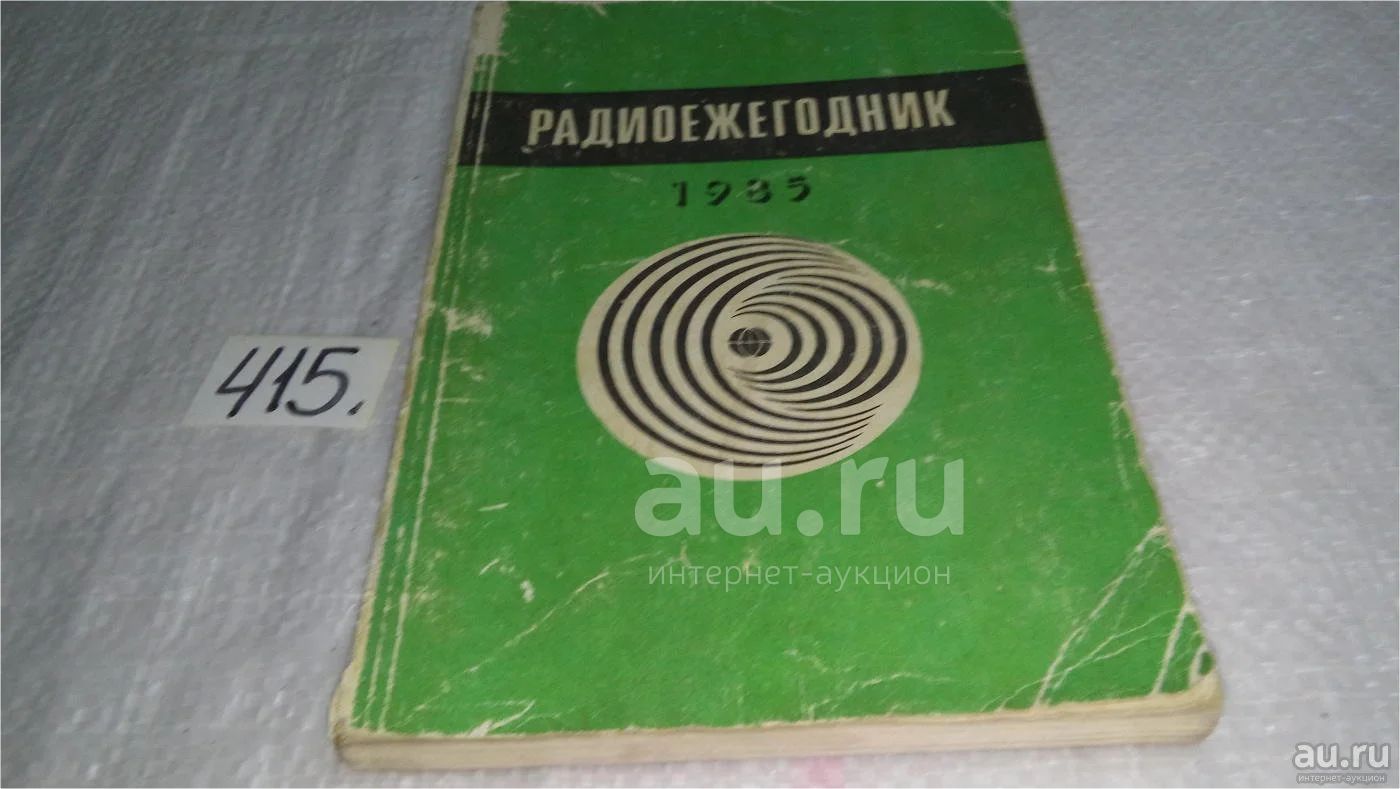 РАДИОЕЖЕГОДНИК
1985
415.
au.ru
интернет-аукцион
au.ru
интернет-аукцион